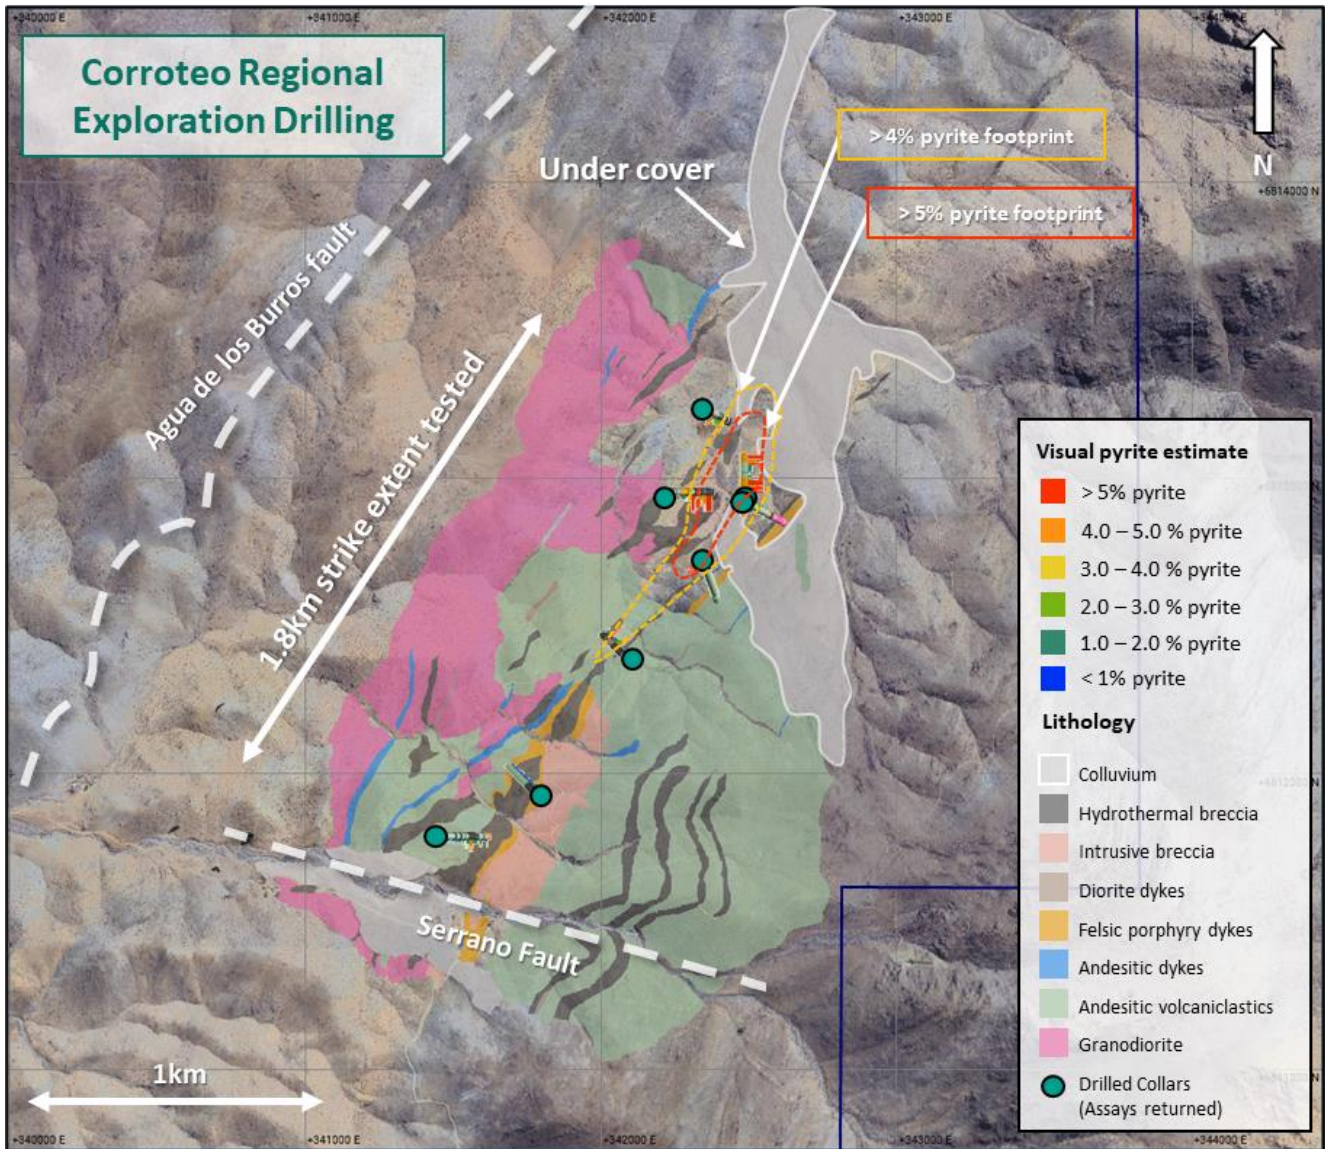 +340000 E
+341000 E
+342000 E
+343000 E
+344000 E
Corroteo Regional
Exploration Drilling
> 4% pyrite footprint
Under cover
N
+6814000 N
> 5% pyrite footprint
Agua de los Burros fault
1.8km strike extent tested
Visual pyrite estimate
> 5% pyrite
4.0 – 5.0 % pyrite
3.0 – 4.0 % pyrite
2.0 – 3.0 % pyrite
1.0 – 2.0 % pyrite
< 1% pyrite
Lithology
Colluvium
Hydrothermal breccia
Intrusive breccia
Diorite dykes
Felsic porphyry dykes
Andesitic dykes
Andesitic volcaniclastics
Granodiorite
Drilled Collars
(Assays returned)
Serrano Fault
1km
+340000 E
+341000 E
+342000 E
+343000 E
+344000 E